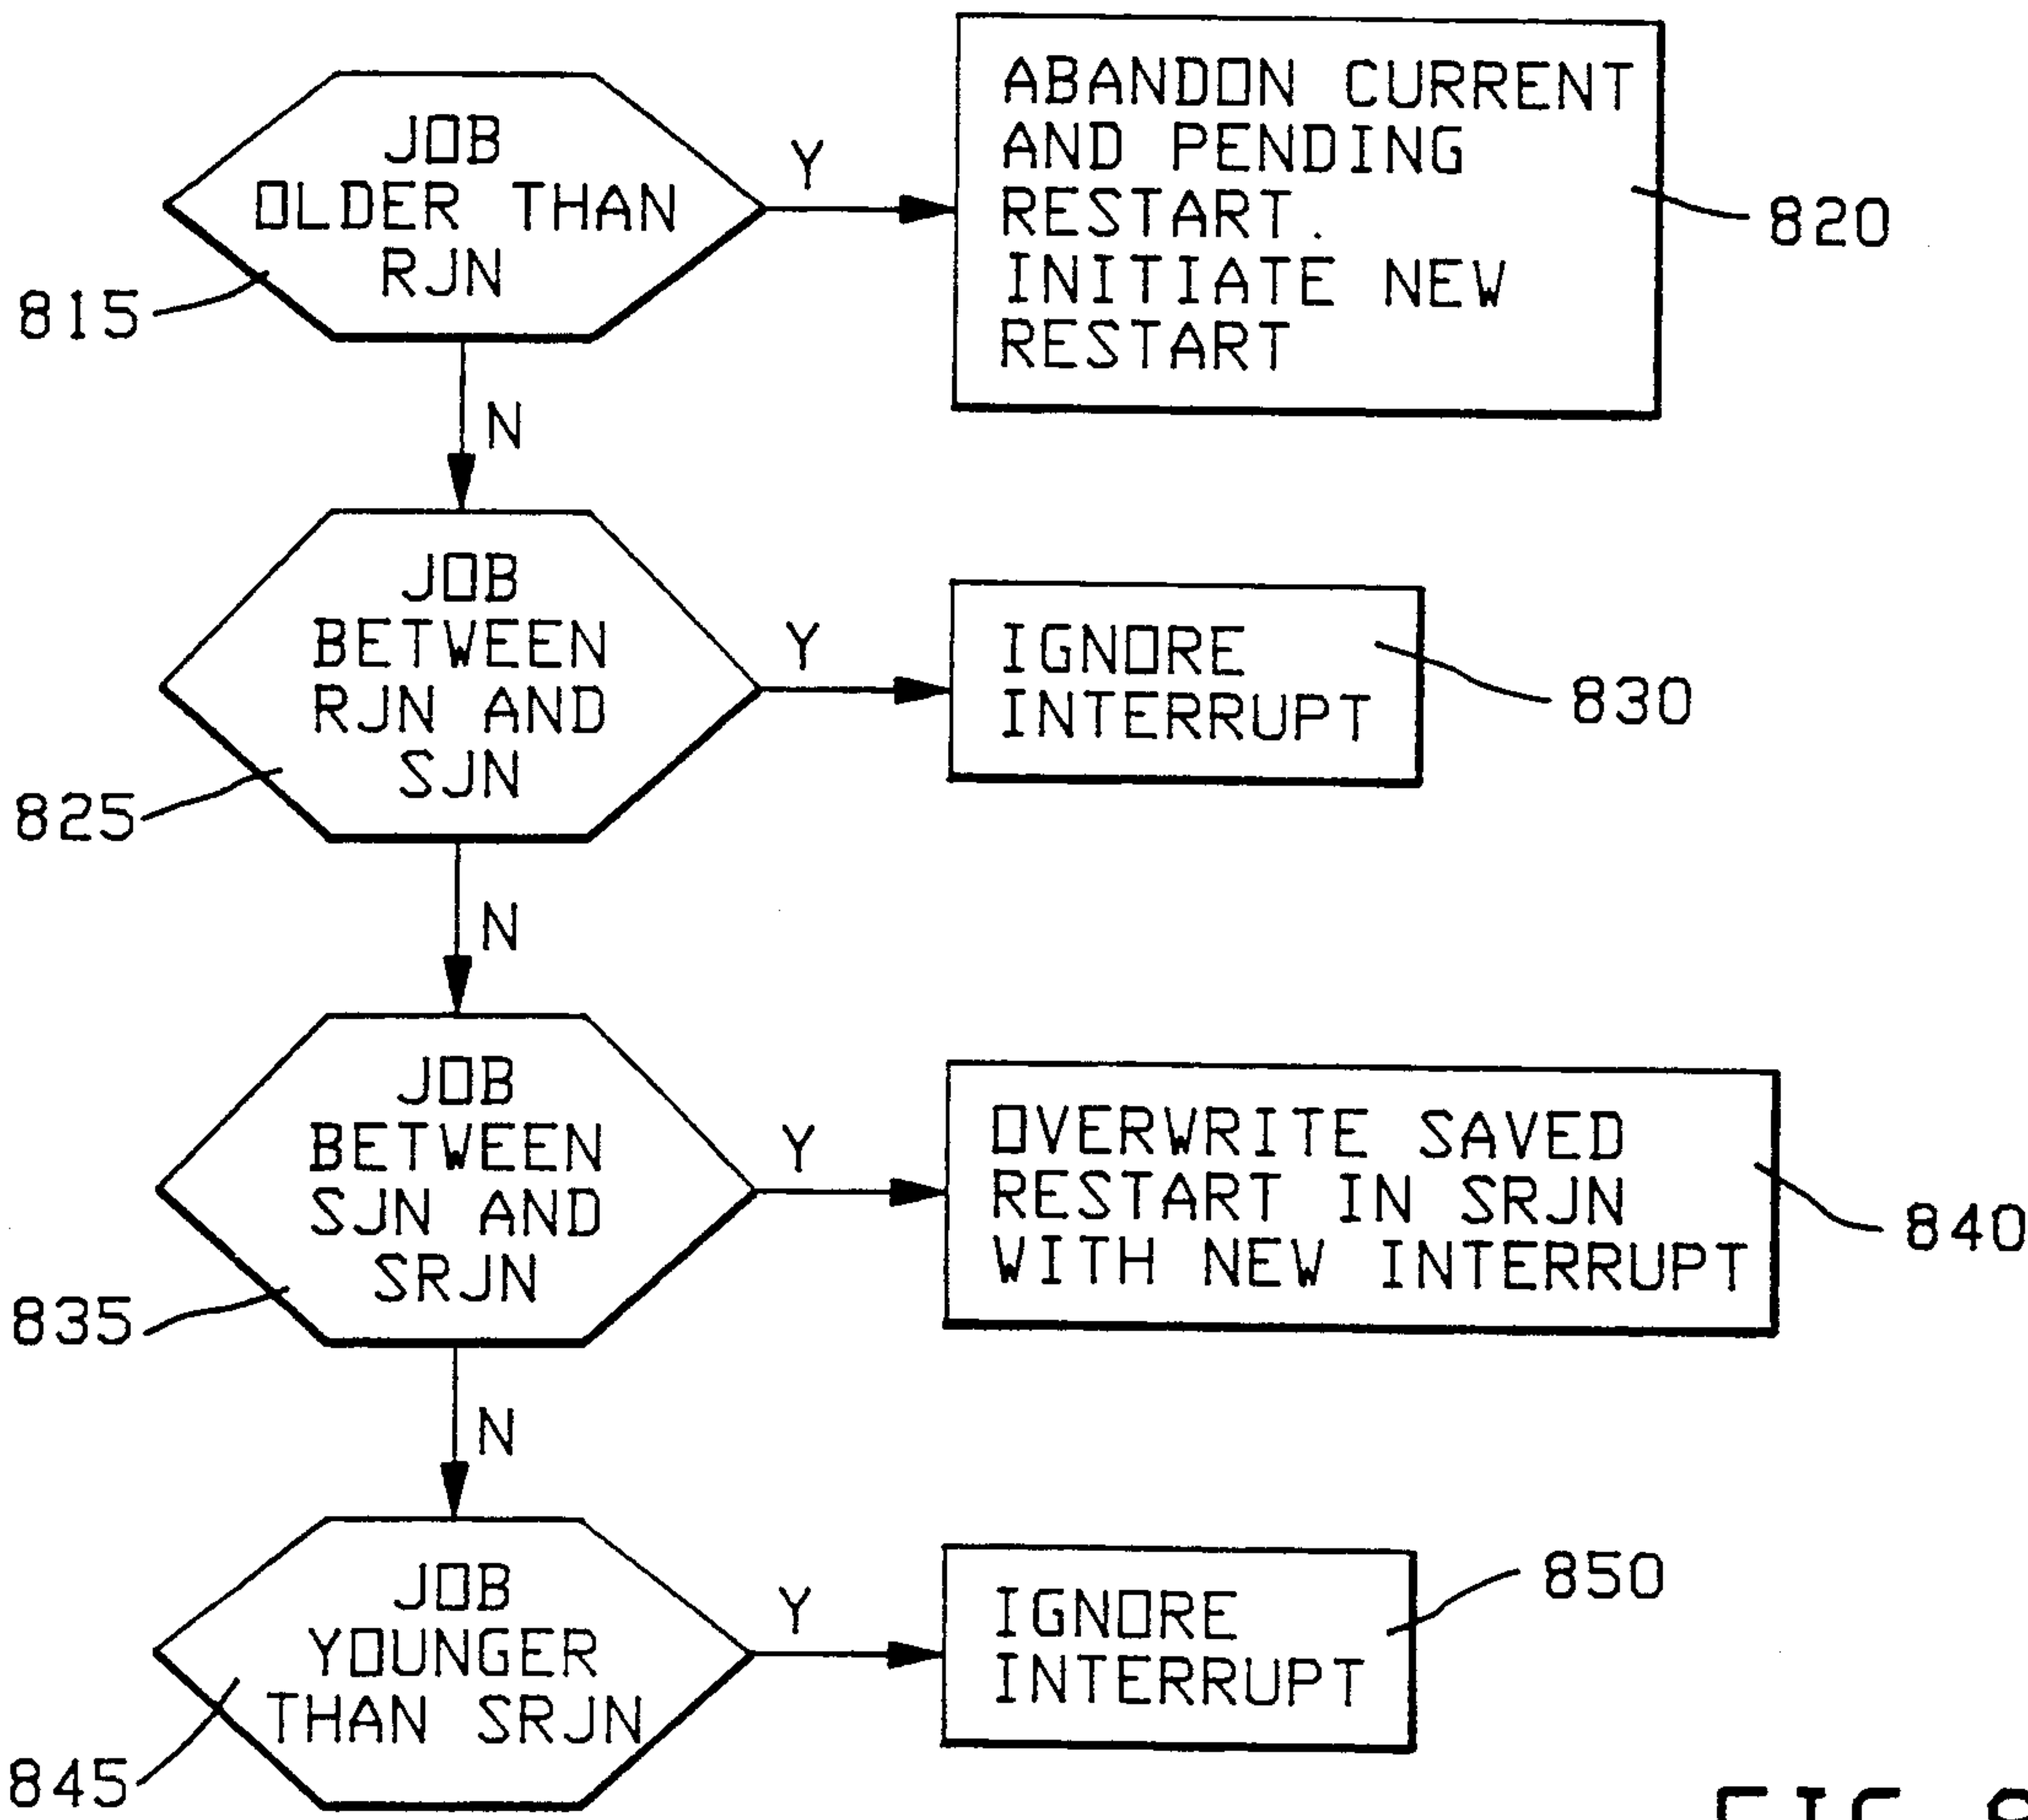 JOB
OLDER THAN
RJN
815
Y
ABANDON CURRENT
AND PENDING
RESTART.
INITIATE NEW
RESTART
820
N
JOB
BETWEEN
RJN AND
SJN
825
Y
IGNORE
INTERRUPT
830
N
JOB
BETWEEN
SJN AND
SRJN
835
Y
OVERWRITE SAVED
RESTART IN SRJN
WITH NEW INTERRUPT
840
N
JOB
YOUNGER
THAN SRJN
845
Y
IGNORE
INTERRUPT
850
FIG 8